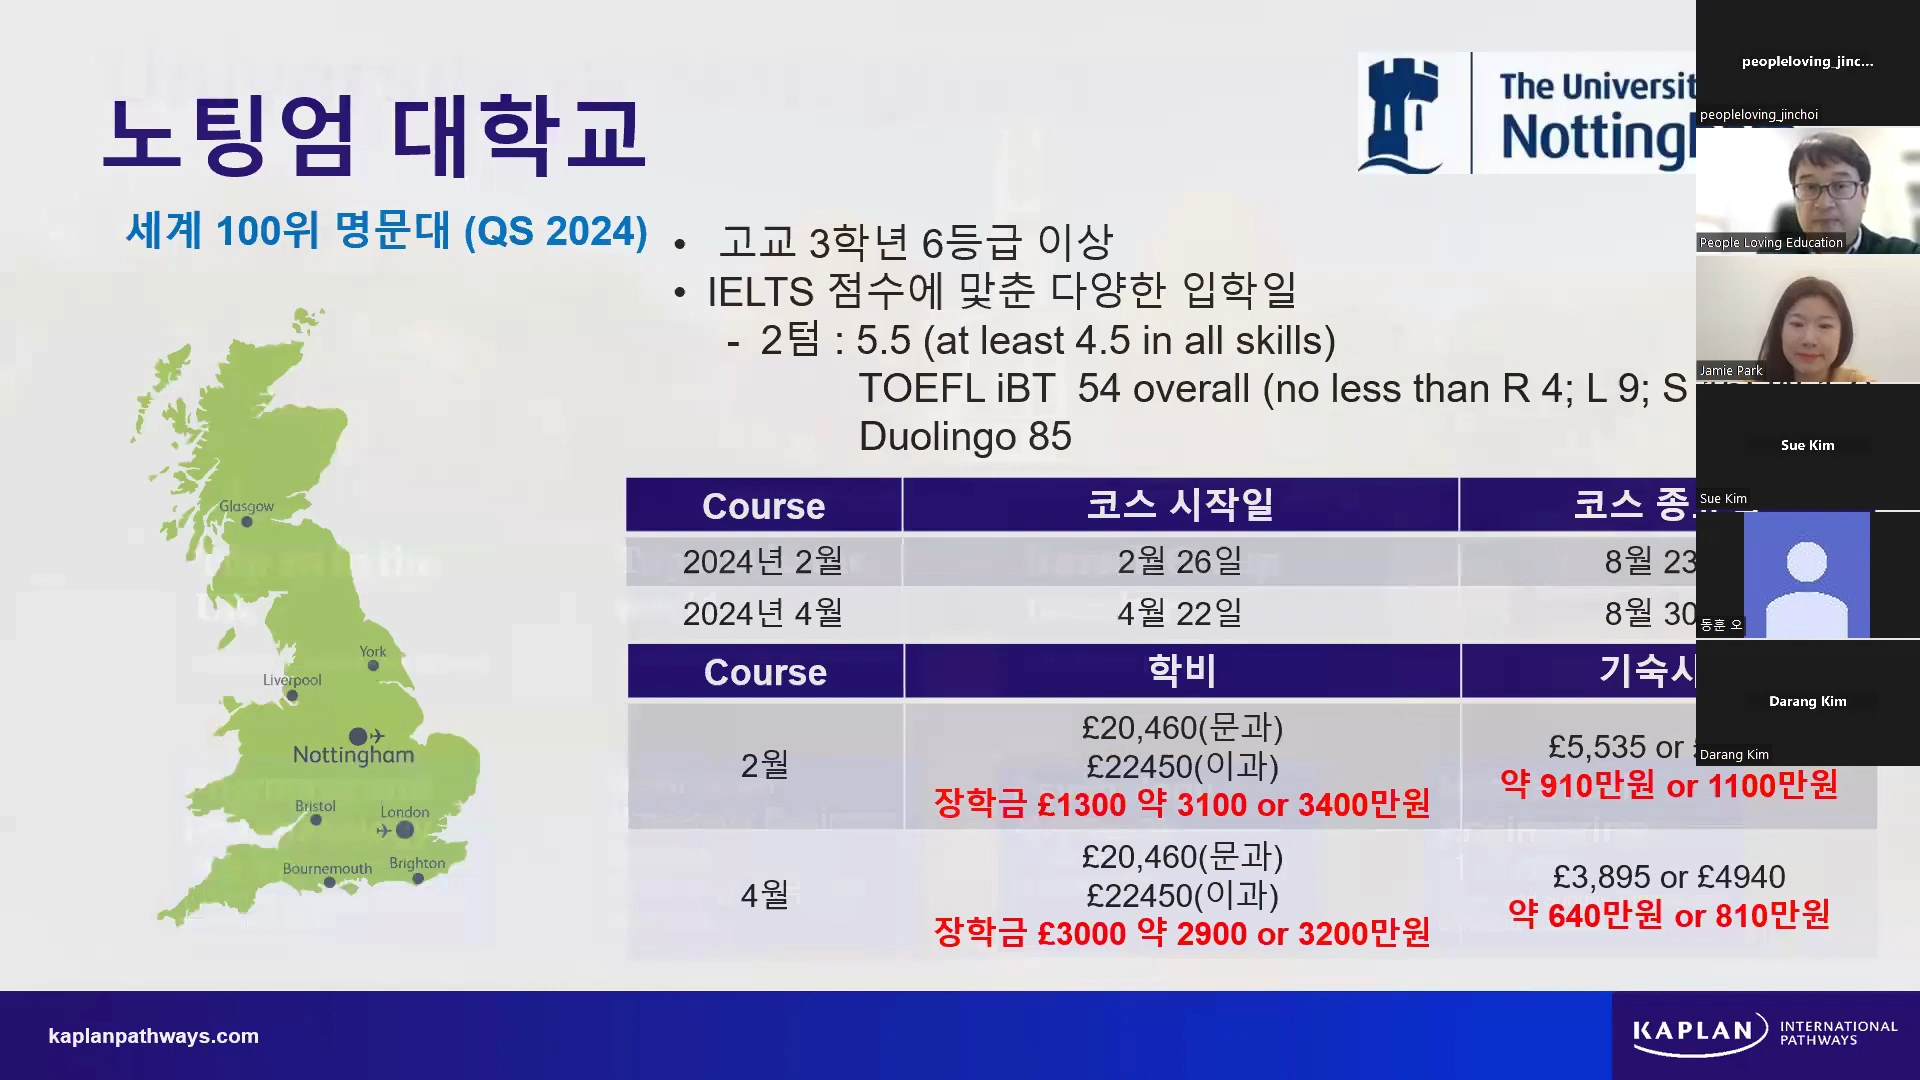 노팅엄 대학교
세계 100위 명문대 (QS 2024)
The
Nottingham
• 고교 3학년 6등급 이상
• IELTS 점수에 맞춘 다양한 입학일
- 2텀 : 5.5 (at least 4.5 in all skills)
TOEFL iBT 54 overall (no less than R 4; L 9; S
Duolingo 85
Course 코스 시작일 코스
2024년 2월 2월 26일 8월 23
2024년 4월 4월 22일 8월 30
Course 학비
2월
£20,460(문과)
£22450(이과)
장학금 £1300 약 3100 or 3400만원
£5,535 or
약 910만원 or 1100만원
4월
£20,460(문과)
£22450(이과)
장학금 £3000 약 2900 or 3200만원
£3,895 or £4940
약 640만원 or 810만원
Glasgow
York
Liverpool
Nottingham
Bristol
London
Bournemouth
Brighton
peopleloving_jinc...
peopleloving_jinchoi
People Loving Education
Jamie Park
Sue Kim
Sue Kim
동훈 오
Darang Kim
Darang Kim
kaplanpathways.com
KAPLAN
INTERNATIONAL
PATHWAYS